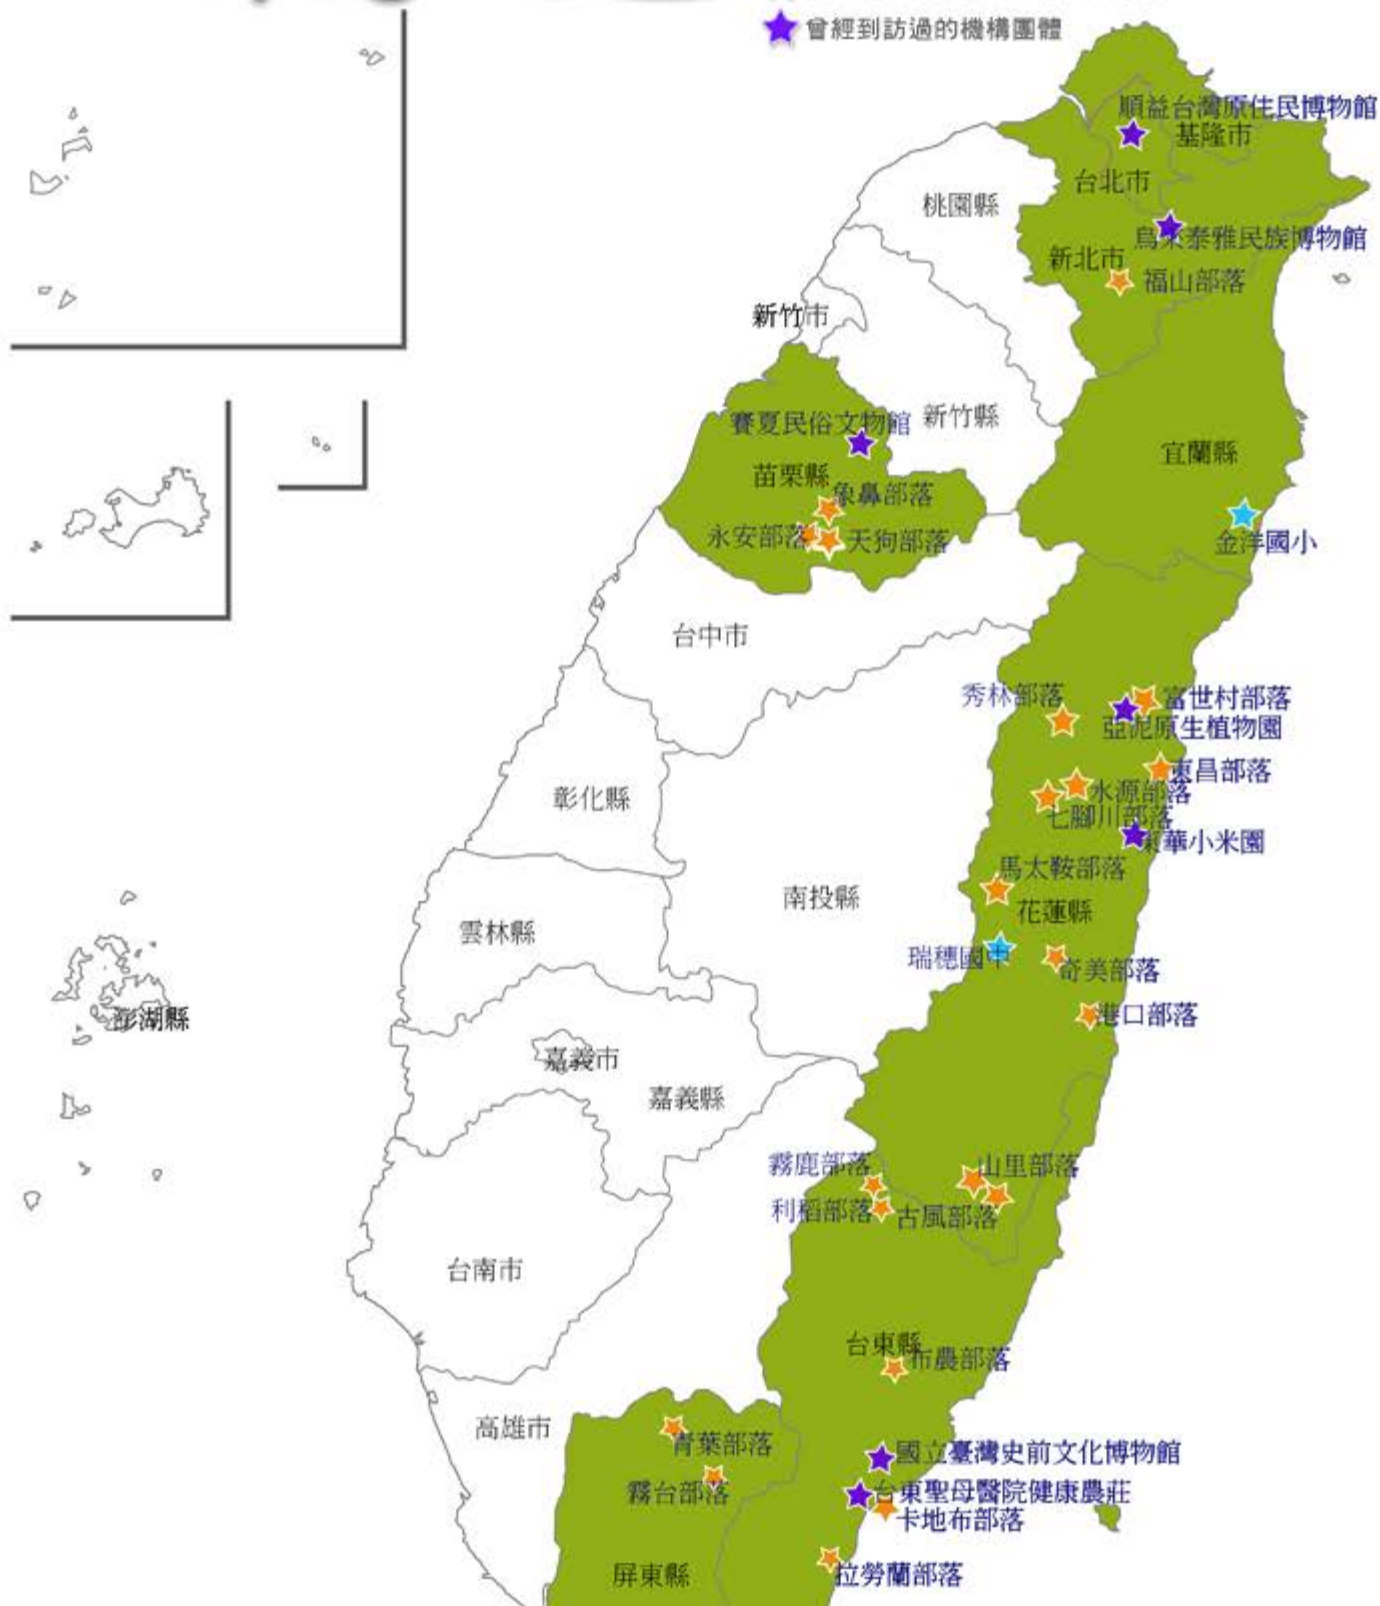 曾經到訪過的機構團體
順益台灣原住民博物館
基隆市
台北市
桃園縣
烏來泰雅民族博物館
新北市
福山部落
新竹市
新竹縣
賽夏民俗文物館
宜蘭縣
苗栗縣
象鼻部落
永安部落
天狗部落
金洋國小
台中市
秀林部落
富世村部落
亞泥原生植物園
東昌部落
水源部落
彰化縣
七腳川部落
東華小米園
馬太鞍部落
南投縣
花蓮縣
雲林縣
瑞穗國中
奇美部落
港口部落
澎湖縣
嘉義市
嘉義縣
霧鹿部落
山里部落
利稻部落
古風部落
台南市
台東縣
布農部落
高雄市
青葉部落
國立臺灣史前文化博物館
霧台部落
台東聖母醫院健康農莊
卡地布部落
屏東縣
拉勞蘭部落